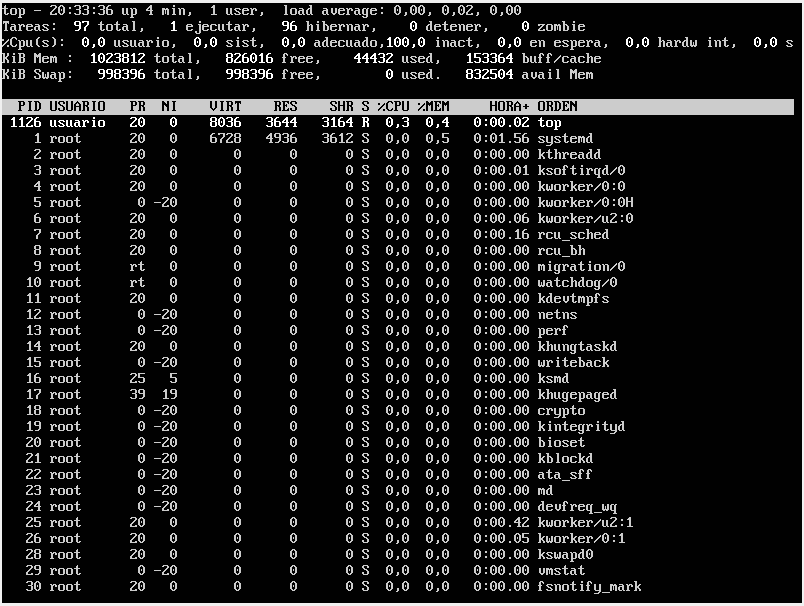 top - 20:33:36 up 4 min,  1 user,  load average: 0,00, 0,02, 0,00
Tareas:  97 total,   1 ejecutar,  96 hibernar,   0 detener,   0 zombie
%Cpu(s):  0,0 usuario,  0,0 sist,  0,0 adecuado,100,0 inact,  0,0 en espera,  0,0 hardw int,  0,0 s
KiB Mem :  1023812 total,   826016 free,    44432 used,   153364 buff/cache
KiB Swap:   998396 total,   998396 free,        0 used.   832504 avail Mem
PID USUARIO   PR  NI    VIRT    RES    SHR S %CPU %MEM     HORA+ ORDEN
1126 usuario   20   0    8036   3644   3164 R  0,3  0,4   0:00.02 top
1 root      20   0    6728   4936   3612 S  0,0  0,5   0:01.56 systemd
2 root      20   0       0      0      0 S  0,0  0,0   0:00.00 kthreadd
3 root      20   0       0      0      0 S  0,0  0,0   0:00.01 ksoftirqd/0
4 root      20   0       0      0      0 S  0,0  0,0   0:00.00 kworker/0:0
5 root       0 -20       0      0      0 S  0,0  0,0   0:00.00 kworker/0:0H
6 root      20   0       0      0      0 S  0,0  0,0   0:00.06 kworker/u2:0
7 root      20   0       0      0      0 S  0,0  0,0   0:00.16 rcu_sched
8 root      20   0       0      0      0 S  0,0  0,0   0:00.00 rcu_bh
9 root      rt   0       0      0      0 S  0,0  0,0   0:00.00 migration/0
10 root      rt   0       0      0      0 S  0,0  0,0   0:00.00 watchdog/0
11 root      20   0       0      0      0 S  0,0  0,0   0:00.00 kdevtmpfs
12 root       0 -20       0      0      0 S  0,0  0,0   0:00.00 netns
13 root       0 -20       0      0      0 S  0,0  0,0   0:00.00 perf
14 root      20   0       0      0      0 S  0,0  0,0   0:00.00 khungtaskd
15 root       0 -20       0      0      0 S  0,0  0,0   0:00.00 writeback
16 root      25   5       0      0      0 S  0,0  0,0   0:00.00 ksmd
17 root      39  19       0      0      0 S  0,0  0,0   0:00.00 khugepaged
18 root       0 -20       0      0      0 S  0,0  0,0   0:00.00 crypto
19 root       0 -20       0      0      0 S  0,0  0,0   0:00.00 kintegrityd
20 root       0 -20       0      0      0 S  0,0  0,0   0:00.00 bioset
21 root       0 -20       0      0      0 S  0,0  0,0   0:00.00 kblockd
22 root       0 -20       0      0      0 S  0,0  0,0   0:00.00 ata_sff
23 root       0 -20       0      0      0 S  0,0  0,0   0:00.00 md
24 root       0 -20       0      0      0 S  0,0  0,0   0:00.00 devfreq_wq
25 root      20   0       0      0      0 S  0,0  0,0   0:00.42 kworker/u2:1
26 root      20   0       0      0      0 S  0,0  0,0   0:00.05 kworker/0:1
28 root      20   0       0      0      0 S  0,0  0,0   0:00.00 kswapd0
29 root       0 -20       0      0      0 S  0,0  0,0   0:00.00 vmstat
30 root      20   0       0      0      0 S  0,0  0,0   0:00.00 fsnotify_mark